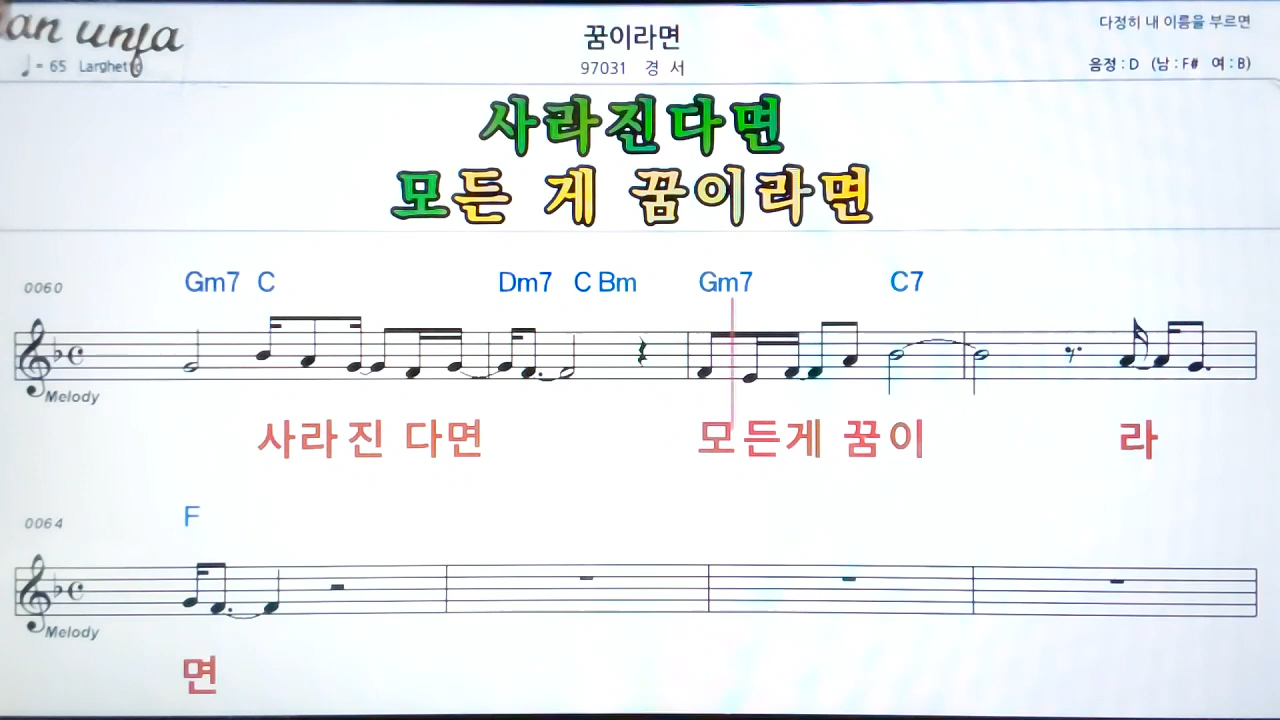 an unfa
♩= 65 Larghetto
꿈이라면
97031 경 서
다정히 내 이름을 부르면
음정 : D (남 : F# 여 : B)
사라진다면
모든 게 꿈이라면
0060 Gm7 C Dm7 C Bm Gm7 C7
Melody
사라진 다면 모든게 꿈이 라
0064 F
Melody
면